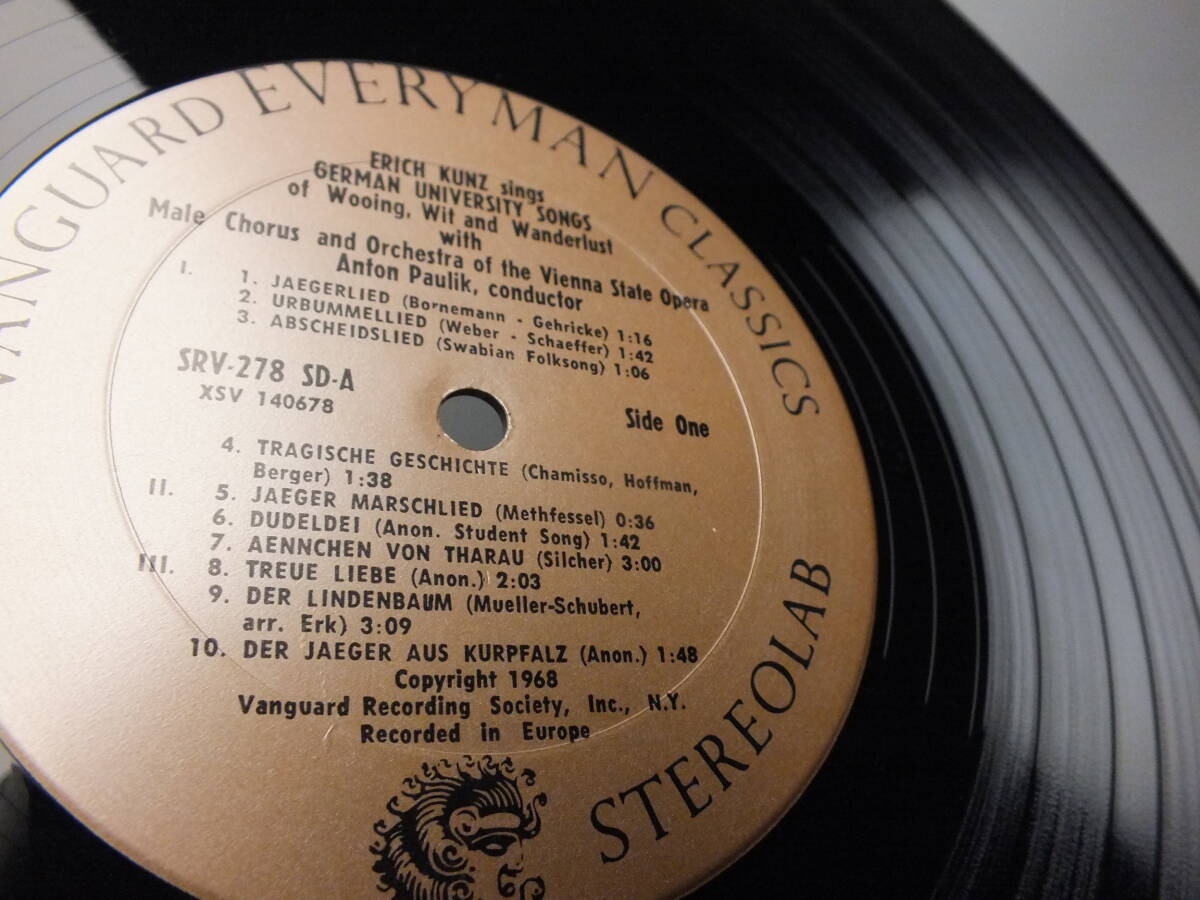 VANGUARD EVERYMAN CLASSICS
ERICH KUNZ sings
GERMAN UNIVERSITY SONGS
of Wooing, Wit and Wanderlust
with
Male Chorus and Orchestra of the Vienna State Opera
Anton Paulik, conductor
I. 1. JAEGERLIED (Bornemann - Gehricke) 1:16
2. URBUMMELLIED (Weber - Schaeffer) 1:42
3. ABSCHEIDSLIED (Swabian Folksong) 1:06
SRV-278 SD-A
XSV 140678
Side One
4. TRAGISCHE GESCHICHTE (Chamisso, Hoffman,
Berger) 1:38
II. 5. JAEGER MARSCHLIED (Methfessel) 0:36
6. DUDELDEI (Anon. Student Song) 1:42
7. AENNCHEN VON THARAU (Silcher) 3:00
III. 8. TREUE LIEBE (Anon.) 2:03
9. DER LINDENBAUM (Mueller-Schubert,
arr. Erk) 3:09
10. DER JAEGER AUS KURPFALZ (Anon.) 1:48
Copyright 1968
Vanguard Recording Society, Inc., N.Y.
Recorded in Europe
STEREOLAB